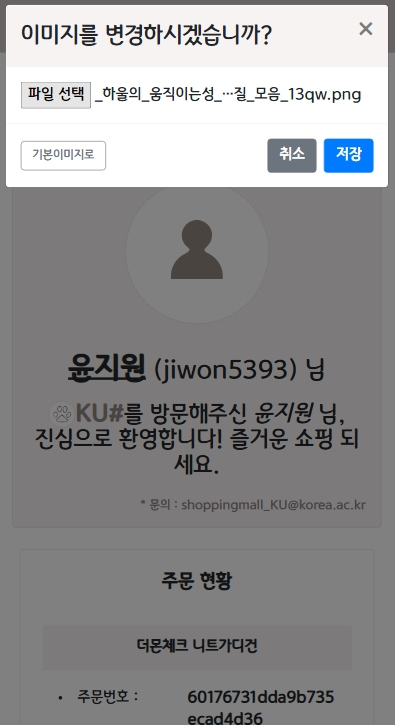 이미지를 변경하시겠습니까?
×
파일 선택 _하울의_움직이는성_…질_모음_13qw.png
기본이미지로
취소
저장
윤지원 (jiwon5393) 님
KU#를 방문해주신 윤지원 님,
진심으로 환영합니다! 즐거운 쇼핑 되
세요.
* 문의 : shoppingmall_KU@korea.ac.kr
주문 현황
더몬체크 니트가디건
• 주문번호 : 60176731dda9b735
ecad4d36